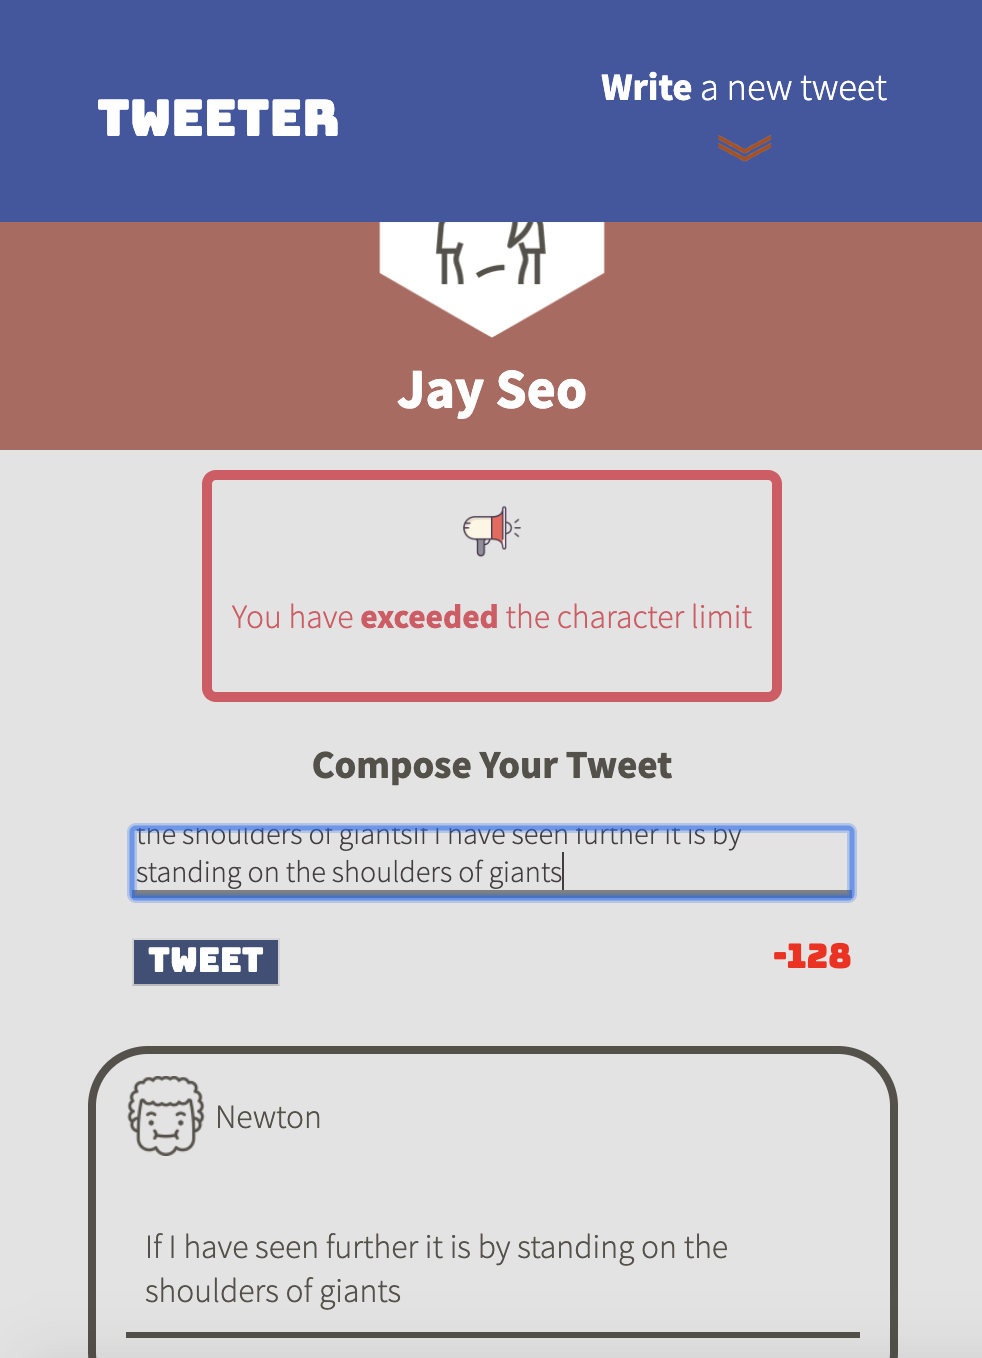 TWEETER
Write a new tweet
Jay Seo
You have exceeded the character limit
Compose Your Tweet
the shoulders of giantsIf I have seen further it is by
standing on the shoulders of giants
TWEET
-128
Newton
If I have seen further it is by standing on the
shoulders of giants